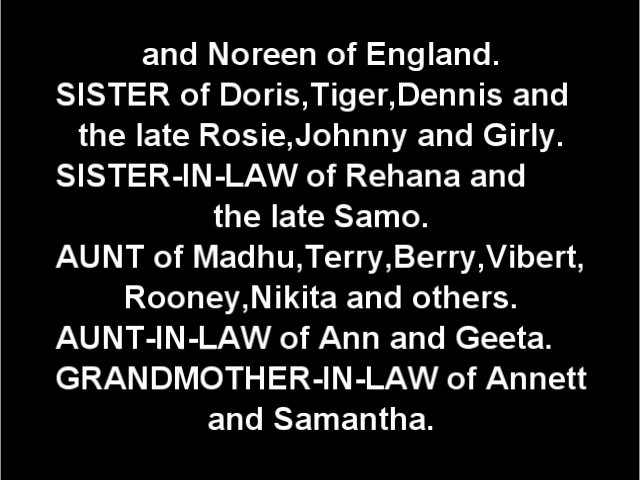 and Noreen of England.
SISTER of Doris,Tiger,Dennis and
the late Rosie,Johnny and Girly.
SISTER-IN-LAW of Rehana and
the late Samo.
AUNT of Madhu,Terry,Berry,Vibert,
Rooney,Nikita and others.
AUNT-IN-LAW of Ann and Geeta.
GRANDMOTHER-IN-LAW of Annett
and Samantha.